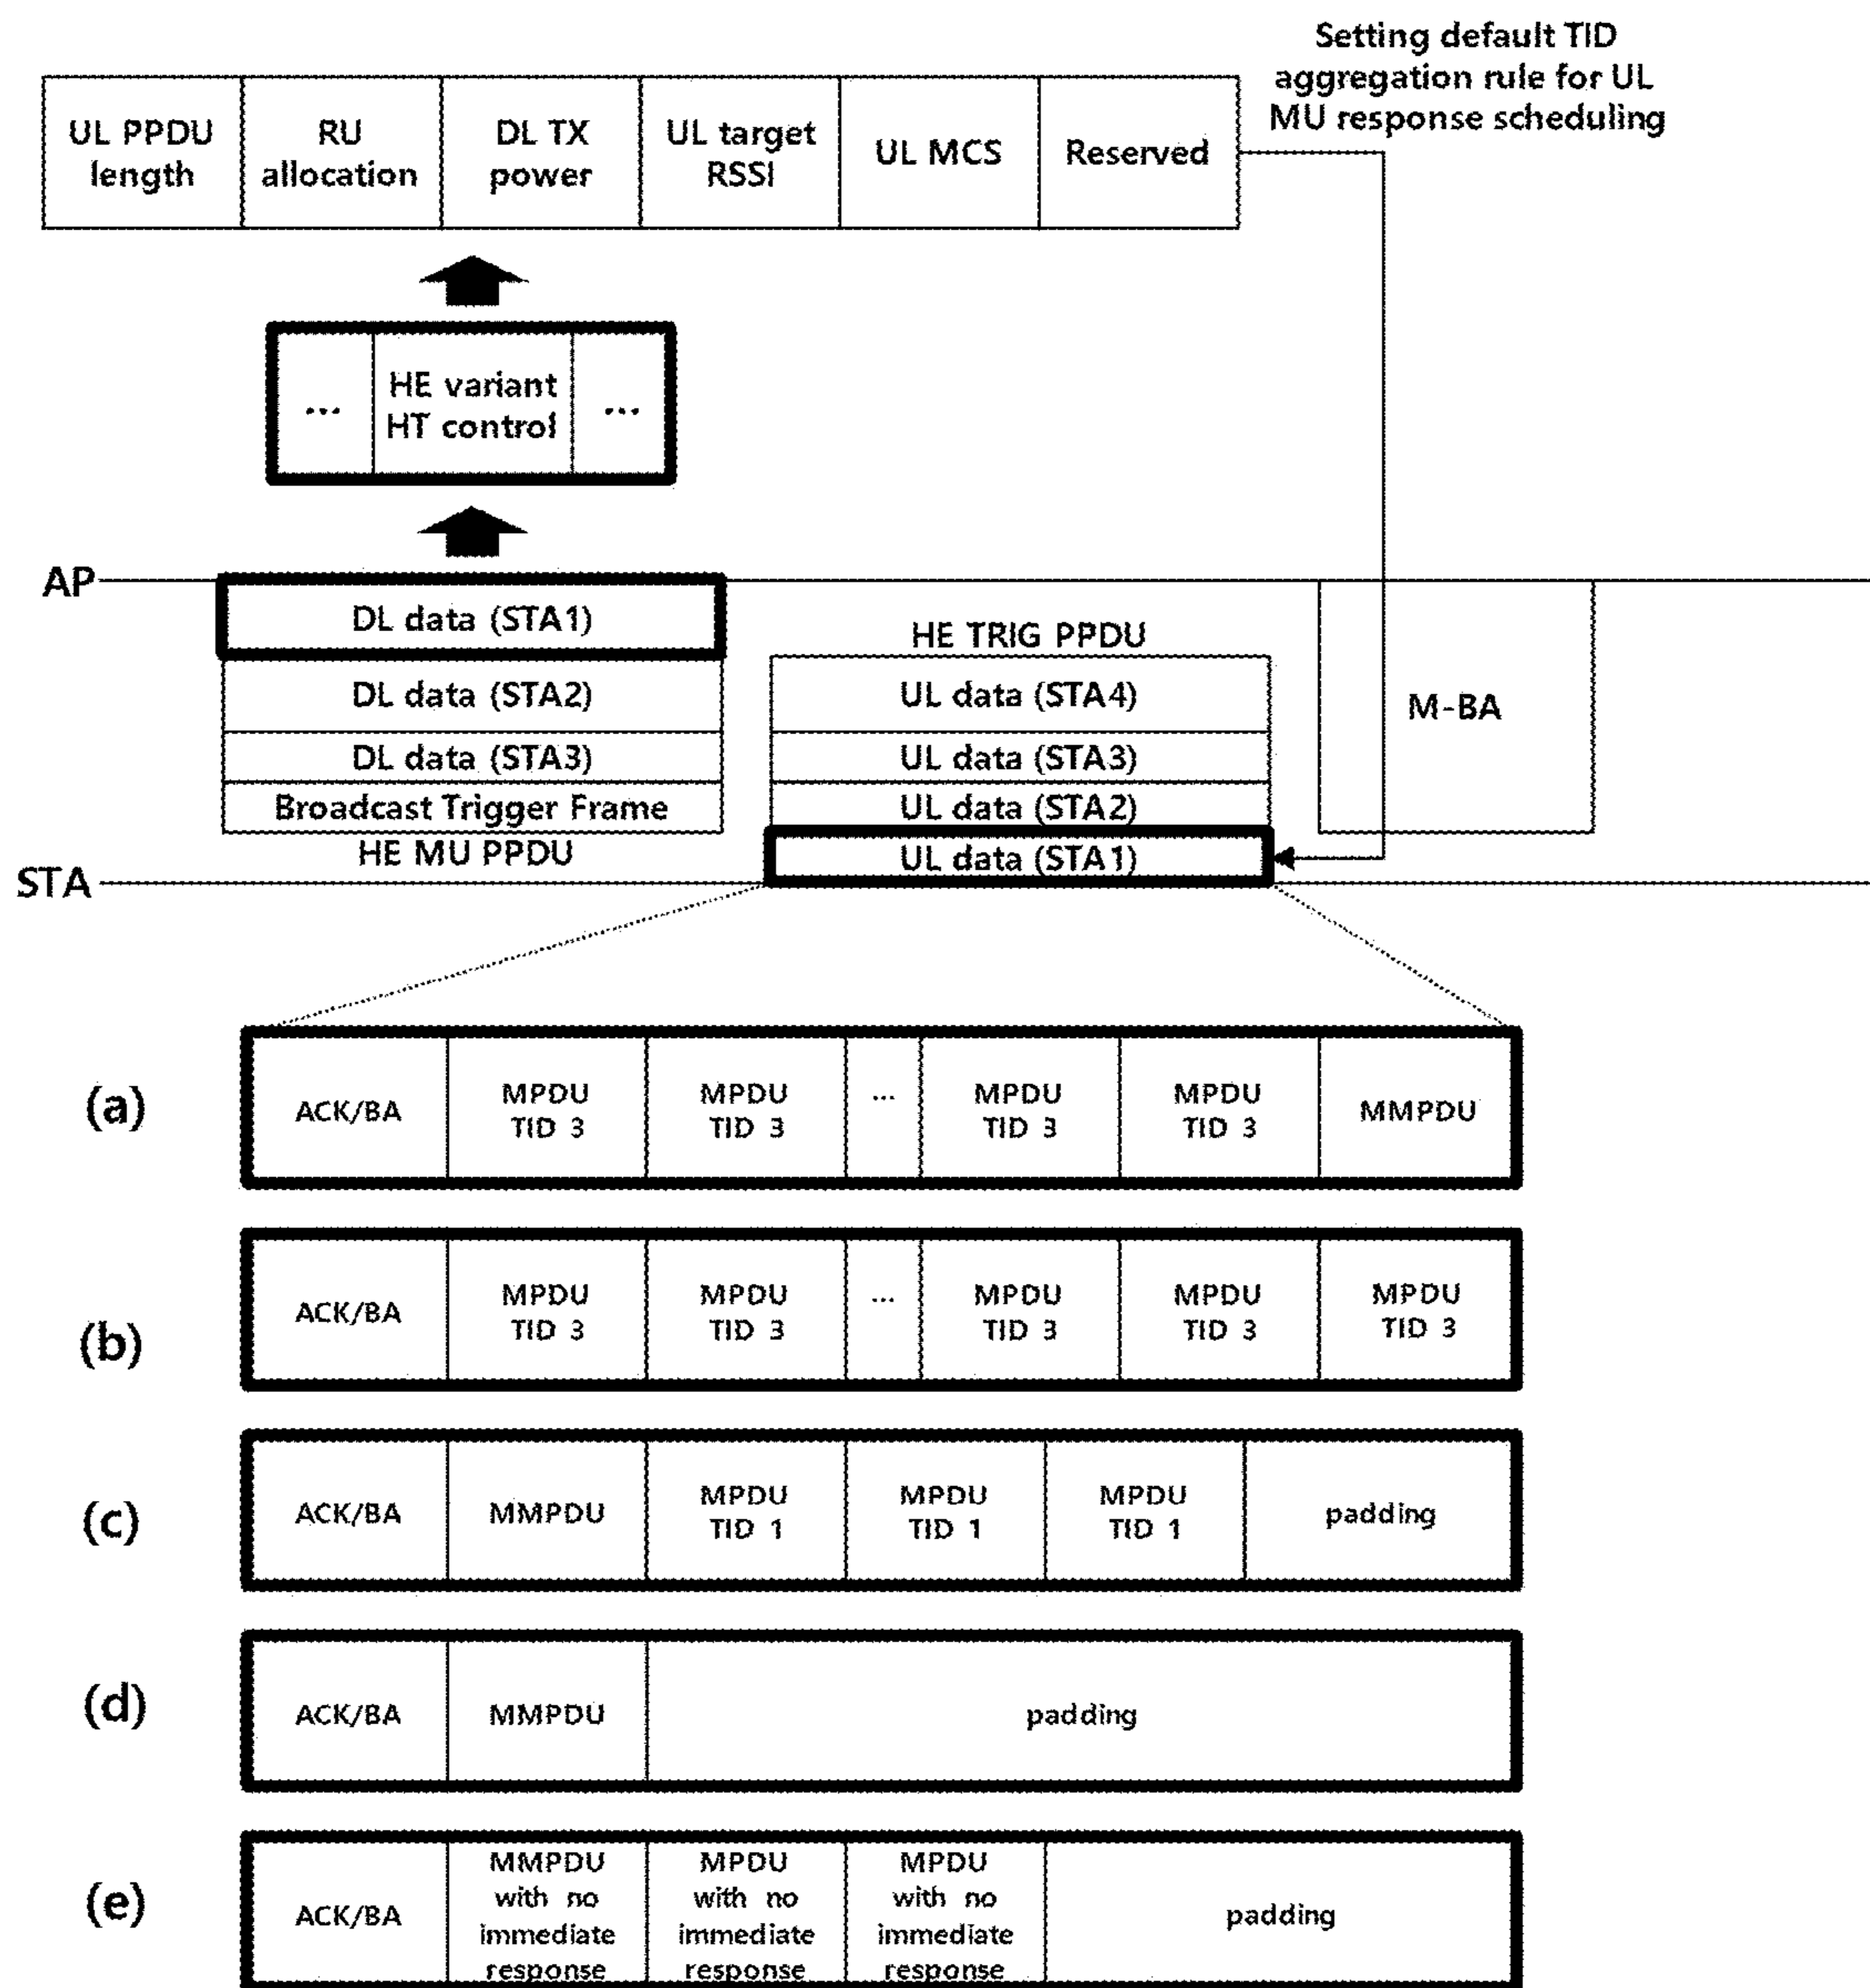 Setting default TID
aggregation rule for UL
MU response scheduling
UL PPDU
length
RU
allocation
DL TX
power
UL target
RSSI
UL MCS
Reserved
...
HE variant
HT control
...
AP
DL data (STA1)
DL data (STA2)
DL data (STA3)
Broadcast Trigger Frame
HE MU PPDU
HE TRIG PPDU
UL data (STA4)
UL data (STA3)
UL data (STA2)
UL data (STA1)
M-BA
STA
(a)
ACK/BA
MPDU
TID 3
MPDU
TID 3
...
MPDU
TID 3
MPDU
TID 3
MMPDU
(b)
ACK/BA
MPDU
TID 3
MPDU
TID 3
...
MPDU
TID 3
MPDU
TID 3
MPDU
TID 3
(c)
ACK/BA
MMPDU
MPDU
TID 1
MPDU
TID 1
MPDU
TID 1
padding
(d)
ACK/BA
MMPDU
padding
(e)
ACK/BA
MMPDU
with no
immediate
response
MPDU
with no
immediate
response
MPDU
with no
immediate
response
padding